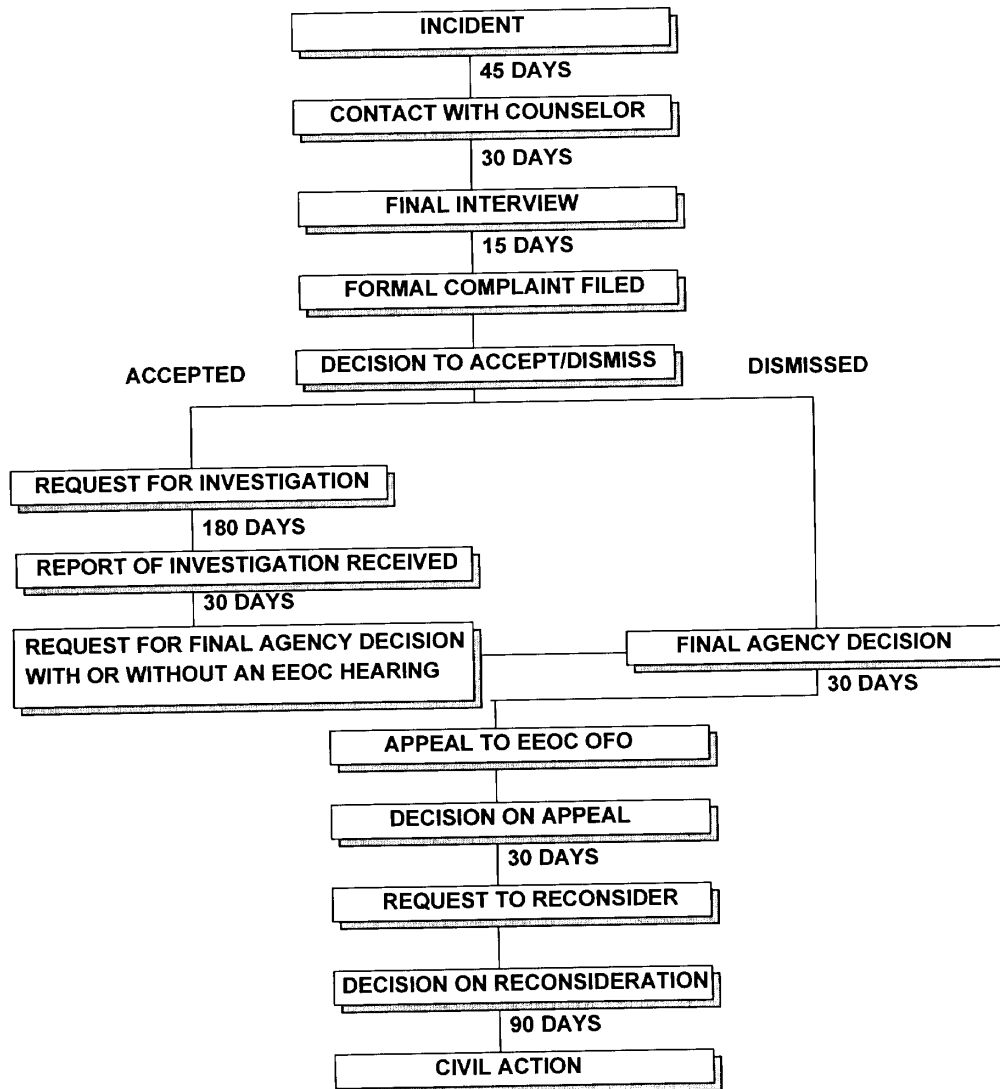 INCIDENT
45 DAYS
CONTACT WITH COUNSELOR
30 DAYS
FINAL INTERVIEW
15 DAYS
FORMAL COMPLAINT FILED
DECISION TO ACCEPT/DISMISS
ACCEPTED
DISMISSED
REQUEST FOR INVESTIGATION
180 DAYS
REPORT OF INVESTIGATION RECEIVED
30 DAYS
REQUEST FOR FINAL AGENCY DECISION
WITH OR WITHOUT AN EEOC HEARING
FINAL AGENCY DECISION
30 DAYS
APPEAL TO EEOC OFO
DECISION ON APPEAL
30 DAYS
REQUEST TO RECONSIDER
DECISION ON RECONSIDERATION
90 DAYS
CIVIL ACTION